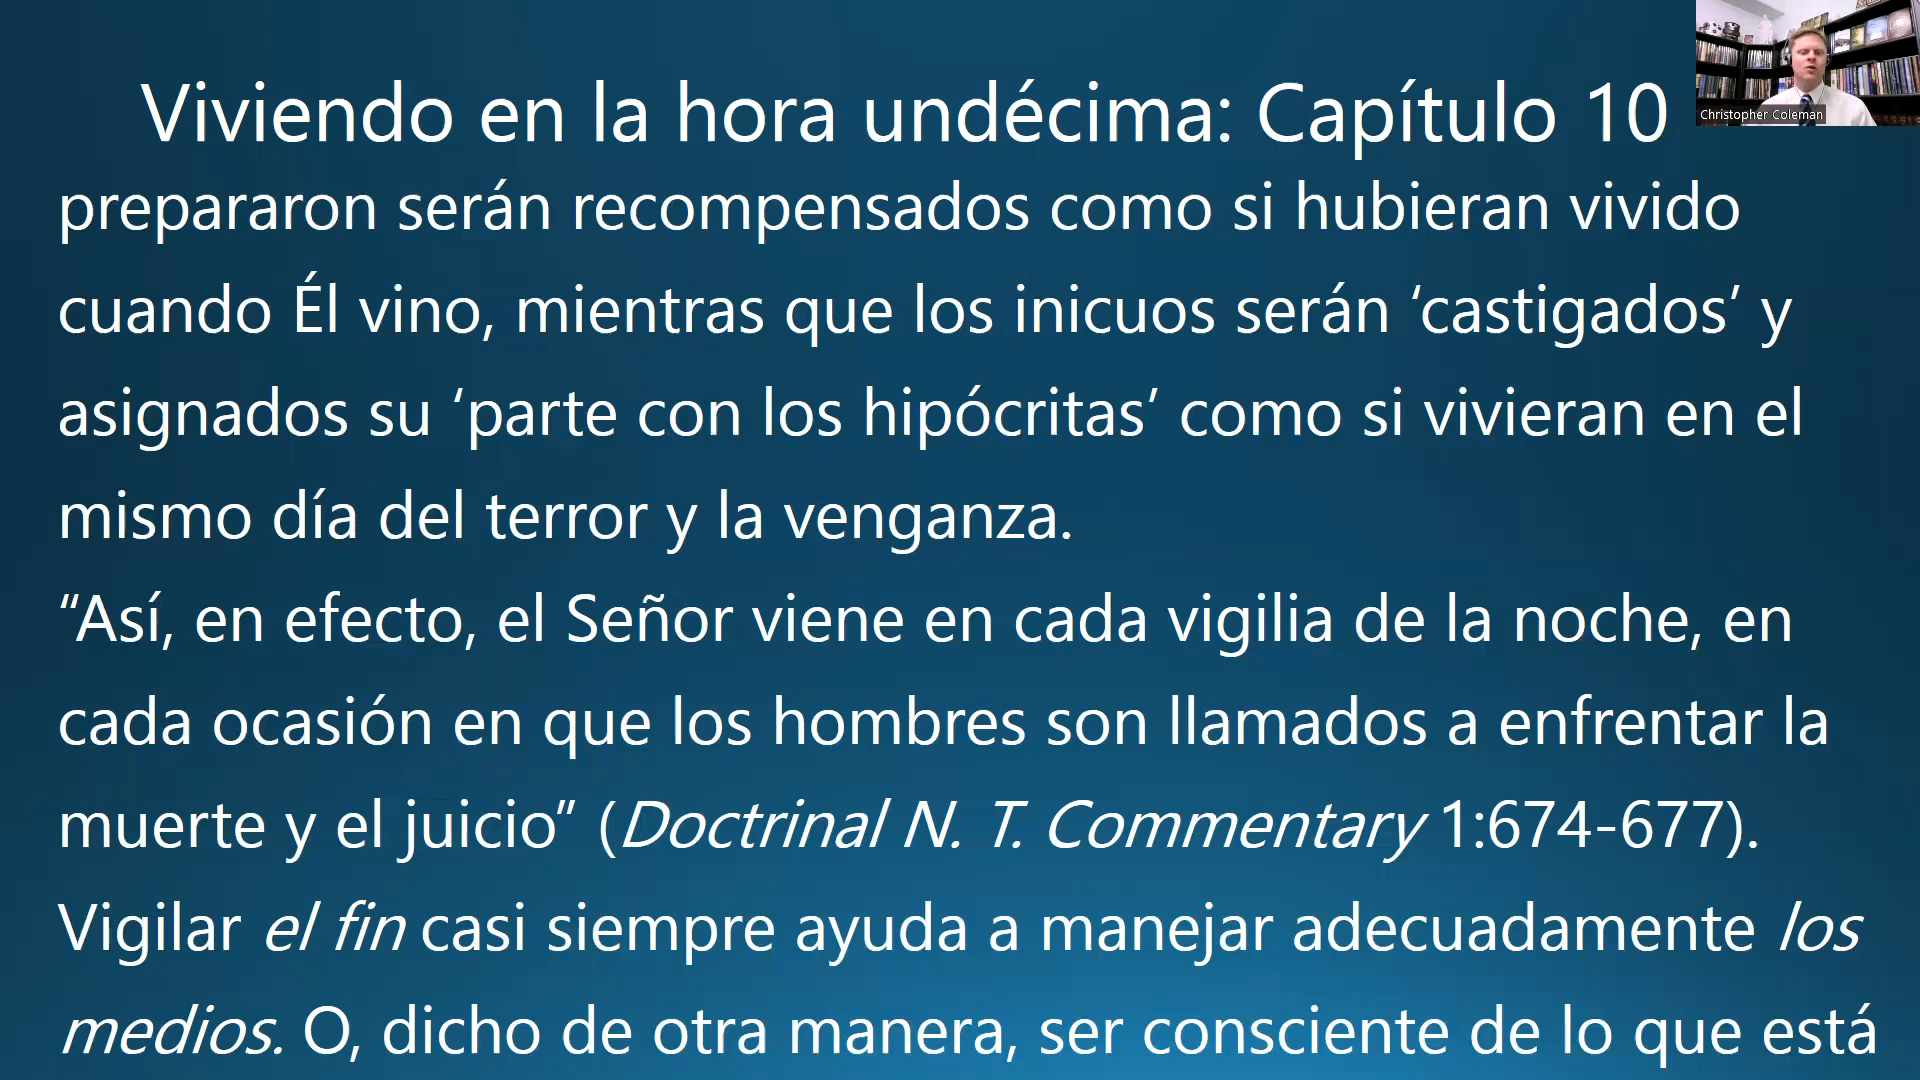 Viviendo en la hora undécima: Capítulo 10
Christopher Coleman
prepararon serán recompensados como si hubieran vivido
cuando Él vino, mientras que los inicuos serán ‘castigados’ y
asignados su ‘parte con los hipócritas’ como si vivieran en el
mismo día del terror y la venganza.
“Así, en efecto, el Señor viene en cada vigilia de la noche, en
cada ocasión en que los hombres son llamados a enfrentar la
muerte y el juicio” (Doctrinal N. T. Commentary 1:674-677).
Vigilar el fin casi siempre ayuda a manejar adecuadamente los
medios. O, dicho de otra manera, ser consciente de lo que está